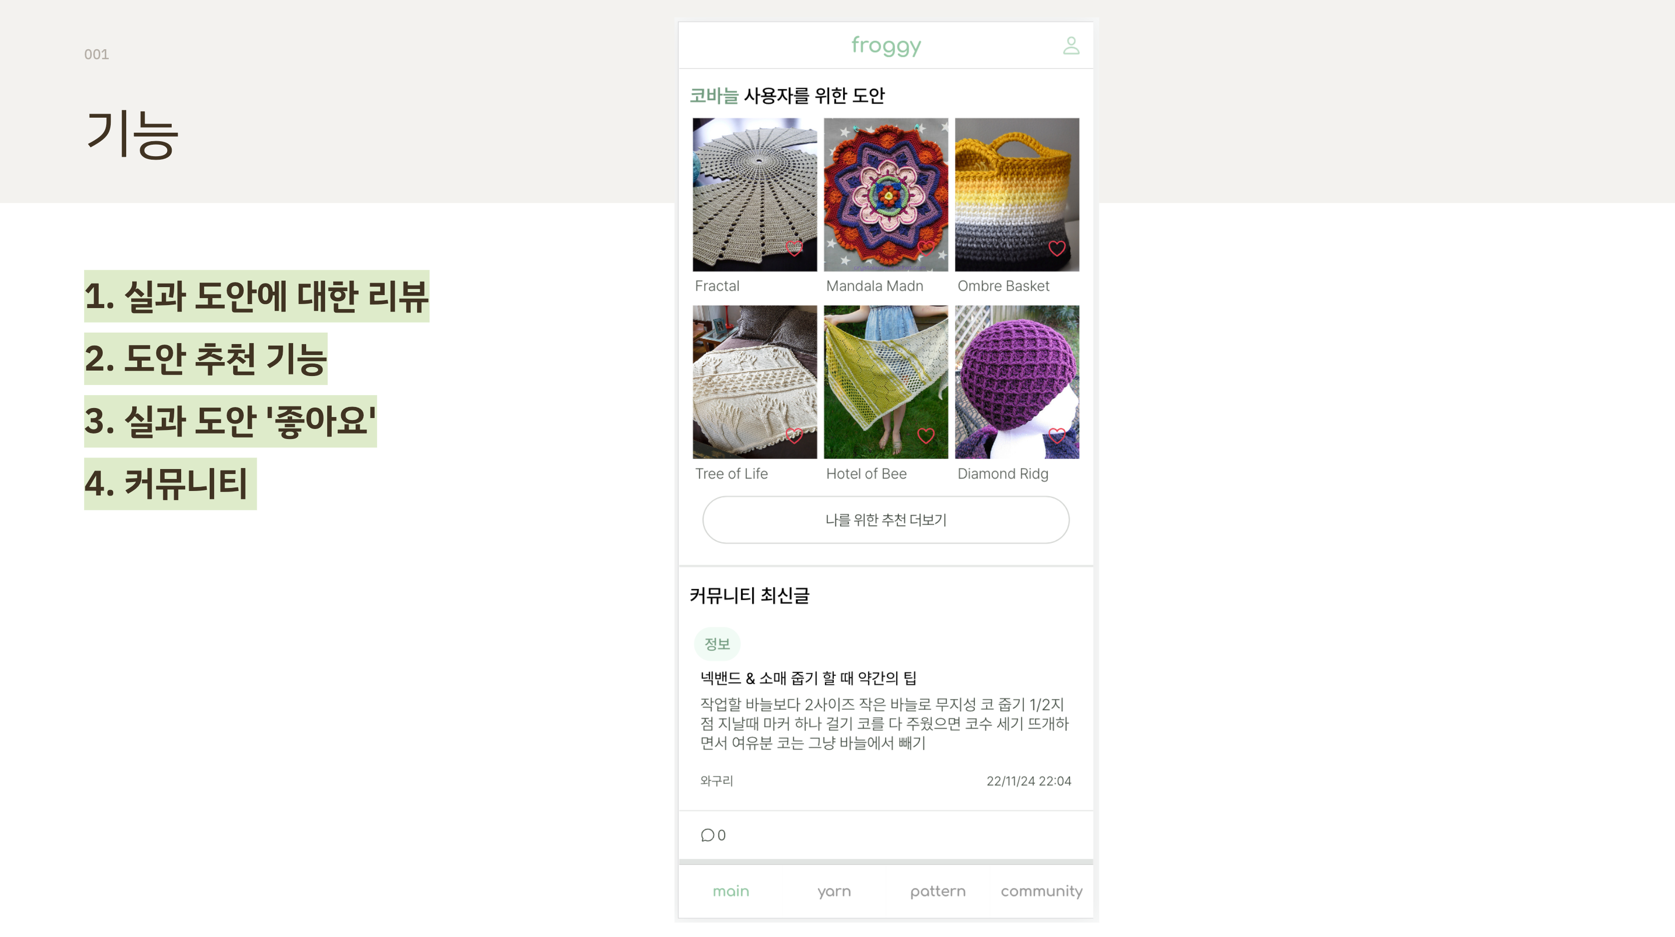 001
기능
1. 실과 도안에 대한 리뷰
2. 도안 추천 기능
3. 실과 도안 '좋아요'
4. 커뮤니티
froggy
코바늘 사용자를 위한 도안
Fractal
Mandala Madn
Ombre Basket
Tree of Life
Hotel of Bee
Diamond Ridg
나를 위한 추천 더보기
커뮤니티 최신글
정보
넥밴드 & 소매 줍기 할 때 약간의 팁
작업할 바늘보다 2사이즈 작은 바늘로 무지성 코 줍기 1/2지
점 지날때 마커 하나 걸기 코를 다 주웠으면 코수 세기 뜨개하
면서 여유분 코는 그냥 바늘에서 빼기
와구리
22/11/24 22:04
0
main
yarn
pattern
community